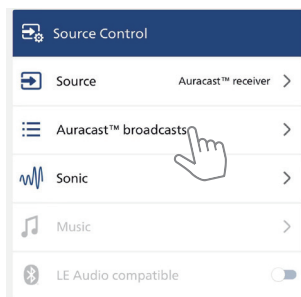 Source Control
Source Auracast™ receiver
Auracast™ broadcasts
Sonic
Music
LE Audio compatible